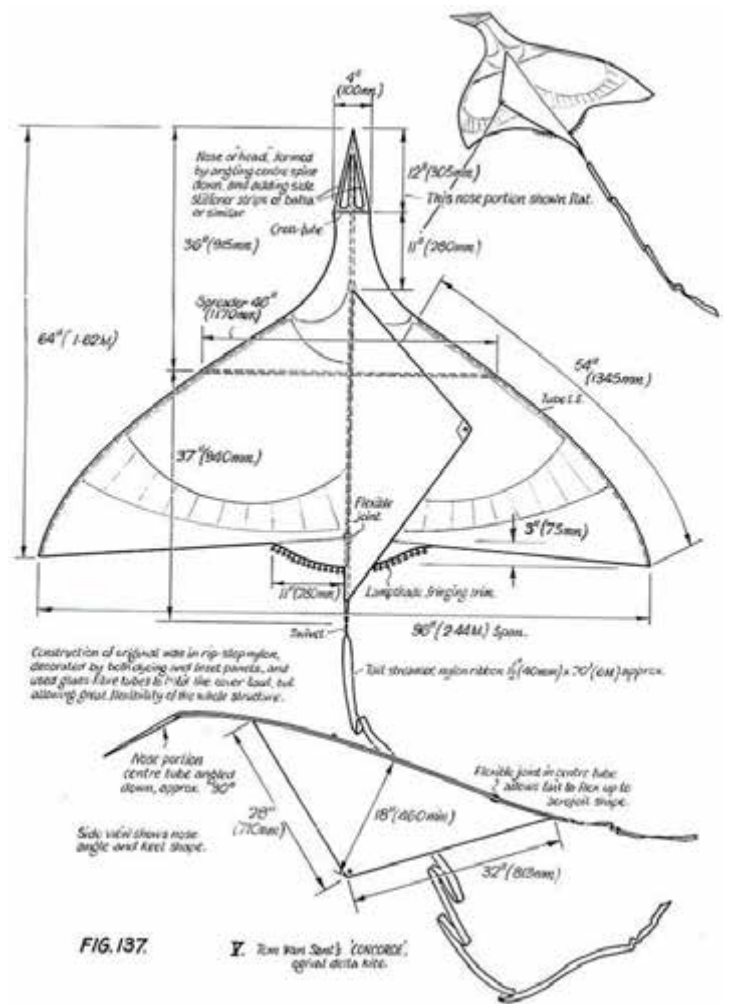 4"
(100mm.)
Nose or "head", formed
by angling centre spine
down, and adding side
stiffener strips of balsa
or similar
12"(305mm.)
This nose portion shown flat.
Cross-tube
36"(915mm.)
11"(280mm.)
Spreader 46"
(1170mm.)
64"(1·62M)
54"
(1345mm.)
Tube L.E.
37"(940mm.)
Flexible
joint.
3"(75mm.)
11"(280mm.)
Lampshade fringing trim.
Swivel
96"(2·44M) Span.
Construction of original was in rip-stop nylon,
decorated by both dyeing and inset panels, and
used glass fibre tubes to the cover taut, but
allowing great flexibility of the whole structure.
Tail streamer, nylon ribbon (40mm) x (6M) approx.
Nose portion
centre tube angled
down, approx.
Flexible joint in centre tube
allows tail to flex up to
aerofoil shape.
28"
(710mm.)
18"(460mm)
Side view shows nose
angle and keel shape.
32"(813mm.)
FIG. 137.
V. Tom Van Sant's 'CONCORDE',
ogival delta kite.